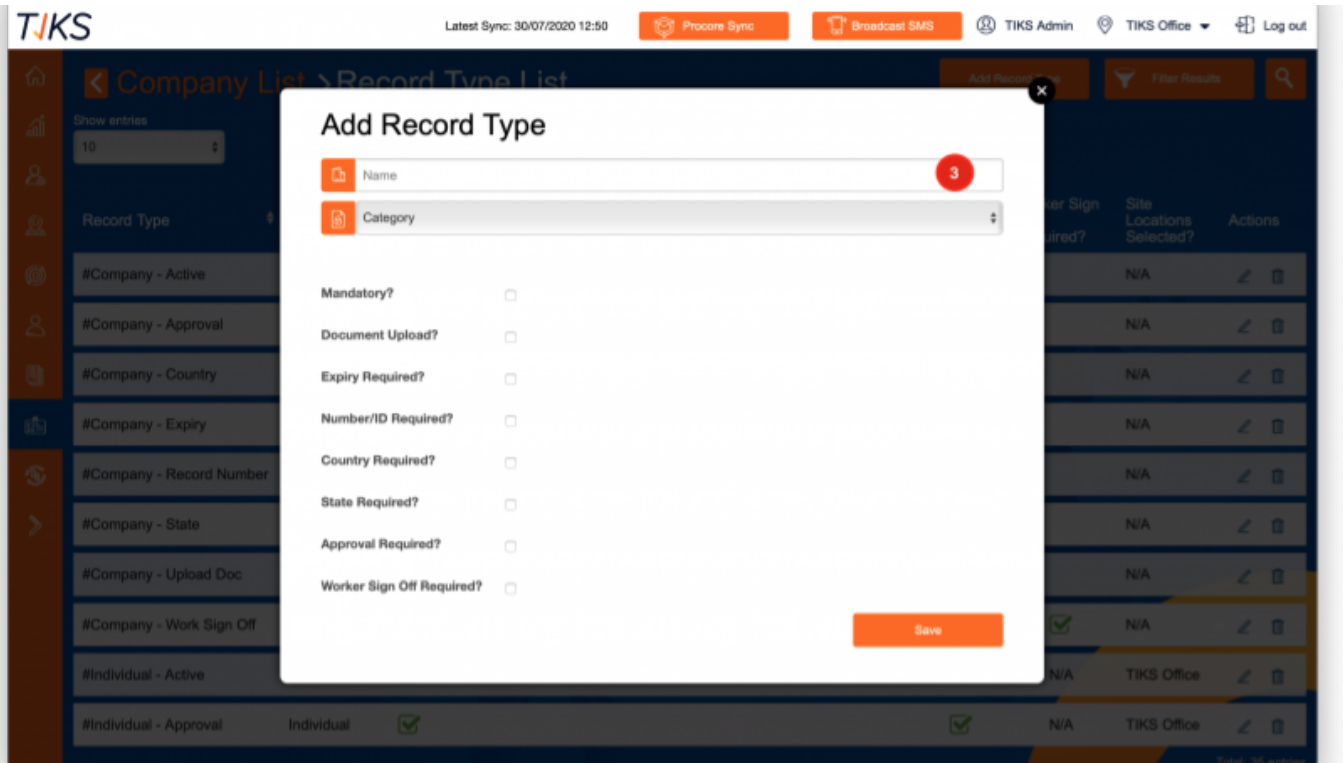 TIKS
Latest Sync: 30/07/2020 12:50
Procore Sync
Broadcast SMS
TIKS Admin
TIKS Office
Log out
Company List >Record Type List
Add Record Type
Filter Results
Show entries
10
Add Record Type
Name
3
Category
Record Type
Site
Locations
Selected?
Actions
Mandatory?
Document Upload?
Expiry Required?
Number/ID Required?
Country Required?
State Required?
Approval Required?
Worker Sign Off Required?
Save
#Company - Active
N/A
#Company - Approval
N/A
#Company - Country
N/A
#Company - Expiry
N/A
#Company - Record Number
N/A
#Company - State
N/A
#Company - Upload Doc
N/A
#Company - Work Sign Off
N/A
#Individual - Active
N/A
TIKS Office
#Individual - Approval
Individual
N/A
TIKS Office